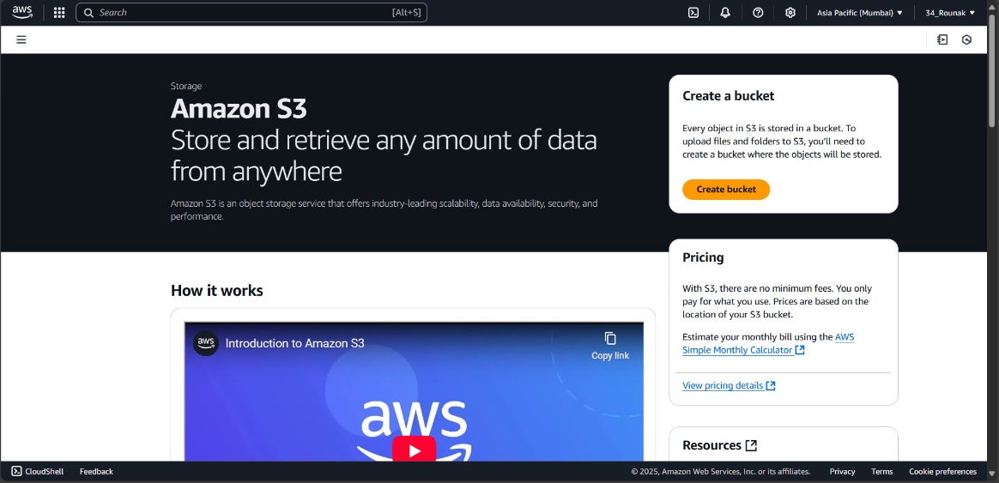 aws
Search
[Alt+S]
Asia Pacific (Mumbai)
34_Rounak
Storage
Amazon S3
Store and retrieve any amount of data
from anywhere
Amazon S3 is an object storage service that offers industry-leading scalability, data availability, security, and
performance.
Create a bucket
Every object in S3 is stored in a bucket. To
upload files and folders to S3, you'll need to
create a bucket where the objects will be stored.
Create bucket
How it works
aws
Introduction to Amazon S3
Copy link
aws
Pricing
With S3, there are no minimum fees. You only
pay for what you use. Prices are based on the
location of your S3 bucket.
Estimate your monthly bill using the AWS
Simple Monthly Calculator
View pricing details
Resources
CloudShell
Feedback
© 2025, Amazon Web Services, Inc. or its affiliates.
Privacy
Terms
Cookie preferences